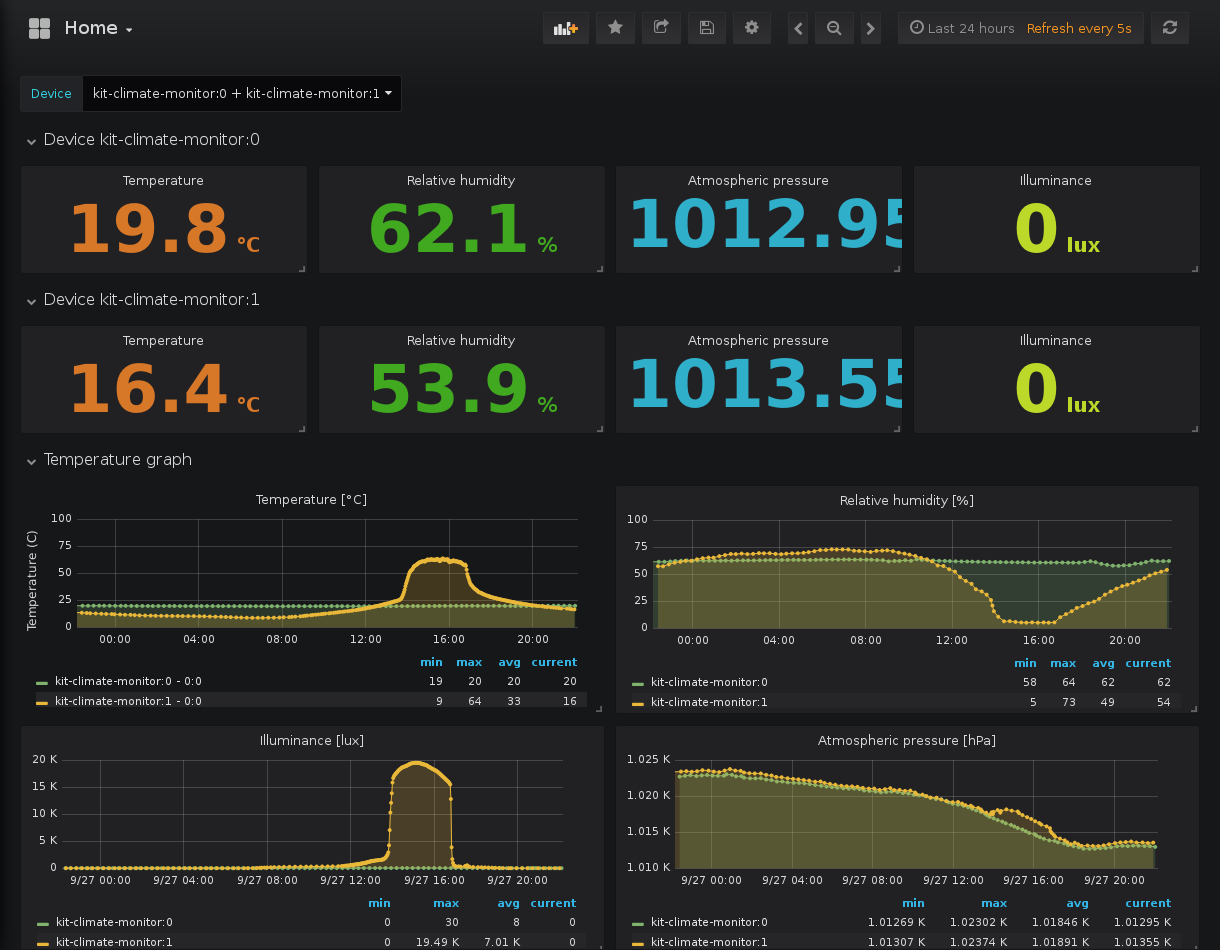 Home
Last 24 hours Refresh every 5s
Device kit-climate-monitor:0 + kit-climate-monitor:1
Device kit-climate-monitor:0
Temperature Relative humidity Atmospheric pressure Illuminance
19.8 °C 62.1 % 1012.95 0 lux
Device kit-climate-monitor:1
Temperature Relative humidity Atmospheric pressure Illuminance
16.4 °C 53.9 % 1013.55 0 lux
Temperature graph
Temperature [°C]
Temperature (C)
100
75
50
25
0
00:00 04:00 08:00 12:00 16:00 20:00
min max avg current
kit-climate-monitor:0 - 0:0 19 20 20 20
kit-climate-monitor:1 - 0:0 9 64 33 16
Relative humidity [%]
100
75
50
25
0
00:00 04:00 08:00 12:00 16:00 20:00
min max avg current
kit-climate-monitor:0 58 64 62 62
kit-climate-monitor:1 5 73 49 54
Illuminance [lux]
20 K
15 K
10 K
5 K
0
9/27 00:00 9/27 04:00 9/27 08:00 9/27 12:00 9/27 16:00 9/27 20:00
min max avg current
kit-climate-monitor:0 0 30 8 0
kit-climate-monitor:1 0 19.49 K 7.01 K 0
Atmospheric pressure [hPa]
1.025 K
1.020 K
1.015 K
1.010 K
9/27 00:00 9/27 04:00 9/27 08:00 9/27 12:00 9/27 16:00 9/27 20:00
min max avg current
kit-climate-monitor:0 1.01269 K 1.02302 K 1.01846 K 1.01295 K
kit-climate-monitor:1 1.01307 K 1.02374 K 1.01891 K 1.01355 K